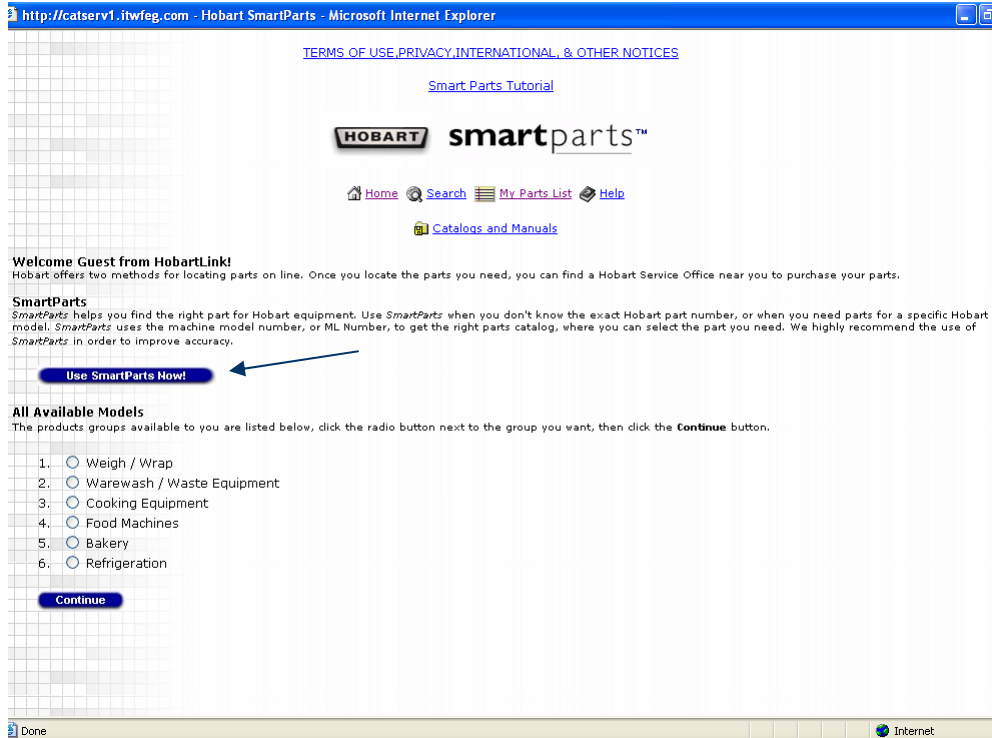 http://catserv1.itwfeg.com - Hobart SmartParts - Microsoft Internet Explorer
TERMS OF USE,PRIVACY,INTERNATIONAL, & OTHER NOTICES
Smart Parts Tutorial
HOBART smartparts™
Home Search My Parts List Help
Catalogs and Manuals
Welcome Guest from HobartLink!
Hobart offers two methods for locating parts on line. Once you locate the parts you need, you can find a Hobart Service Office near you to purchase your parts.
SmartParts
SmartParts helps you find the right part for Hobart equipment. Use SmartParts when you don't know the exact Hobart part number, or when you need parts for a specific Hobart
model. SmartParts uses the machine model number, or ML Number, to get the right parts catalog, where you can select the part you need. We highly recommend the use of
SmartParts in order to improve accuracy.
Use SmartParts Now!
All Available Models
The products groups available to you are listed below, click the radio button next to the group you want, then click the Continue button.
1. Weigh / Wrap
2. Warewash / Waste Equipment
3. Cooking Equipment
4. Food Machines
5. Bakery
6. Refrigeration
Continue
Done Internet